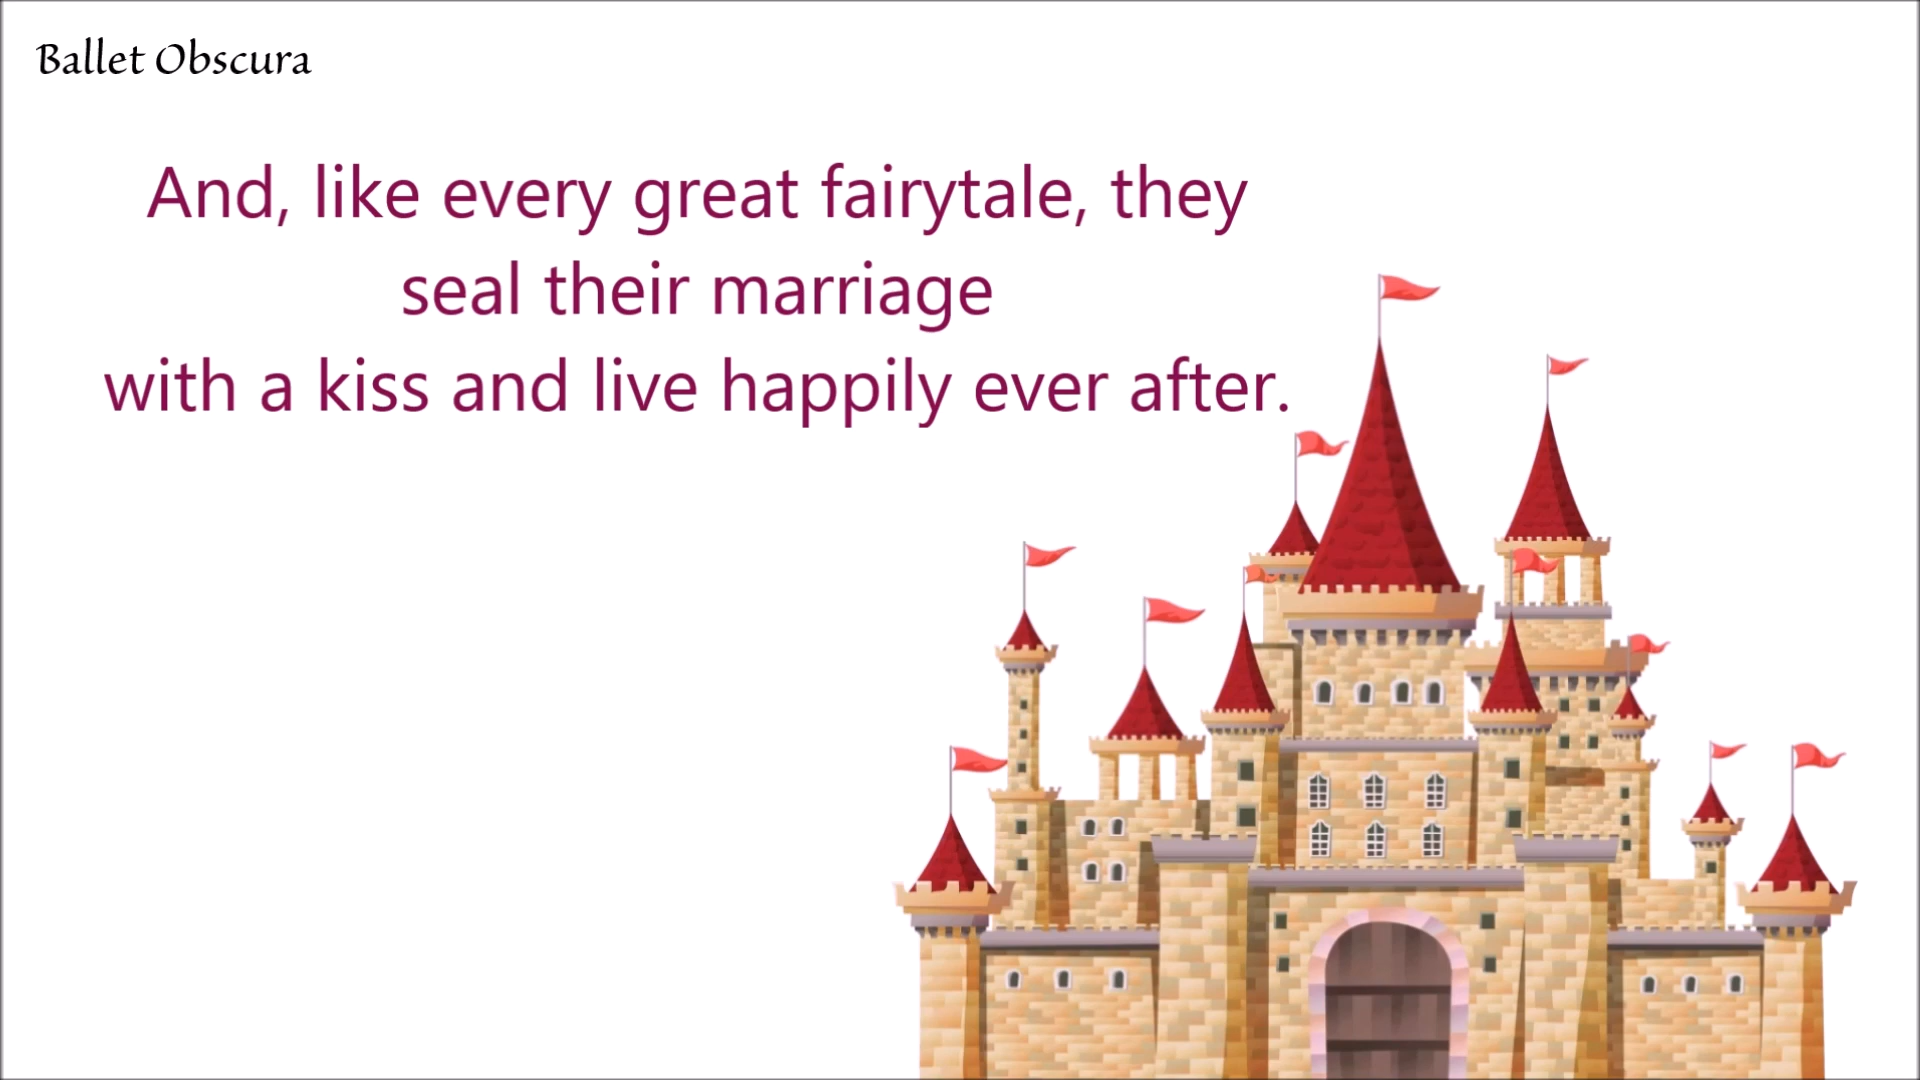 Ballet Obscura
And, like every great fairytale, they
seal their marriage
with a kiss and live happily ever after.